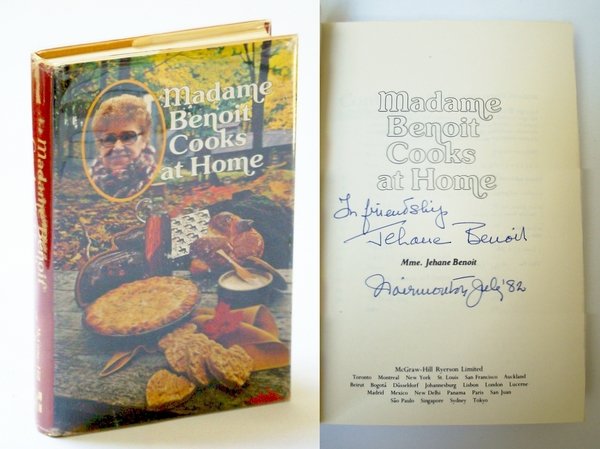 Madame
Benoit
Cooks
at Home
Madame Benoit
Madame
Benoit
Cooks
at Home
In friendship
Jehane Benoit
Mme. Jehane Benoit
July '82
McGraw-Hill Ryerson Limited
Toronto Montreal New York St. Louis San Francisco Auckland
Beirut Bogotá Düsseldorf Johannesburg Lisbon London Lucerne
Madrid Mexico New Delhi Panama Paris San Juan
São Paulo Singapore Sydney Tokyo